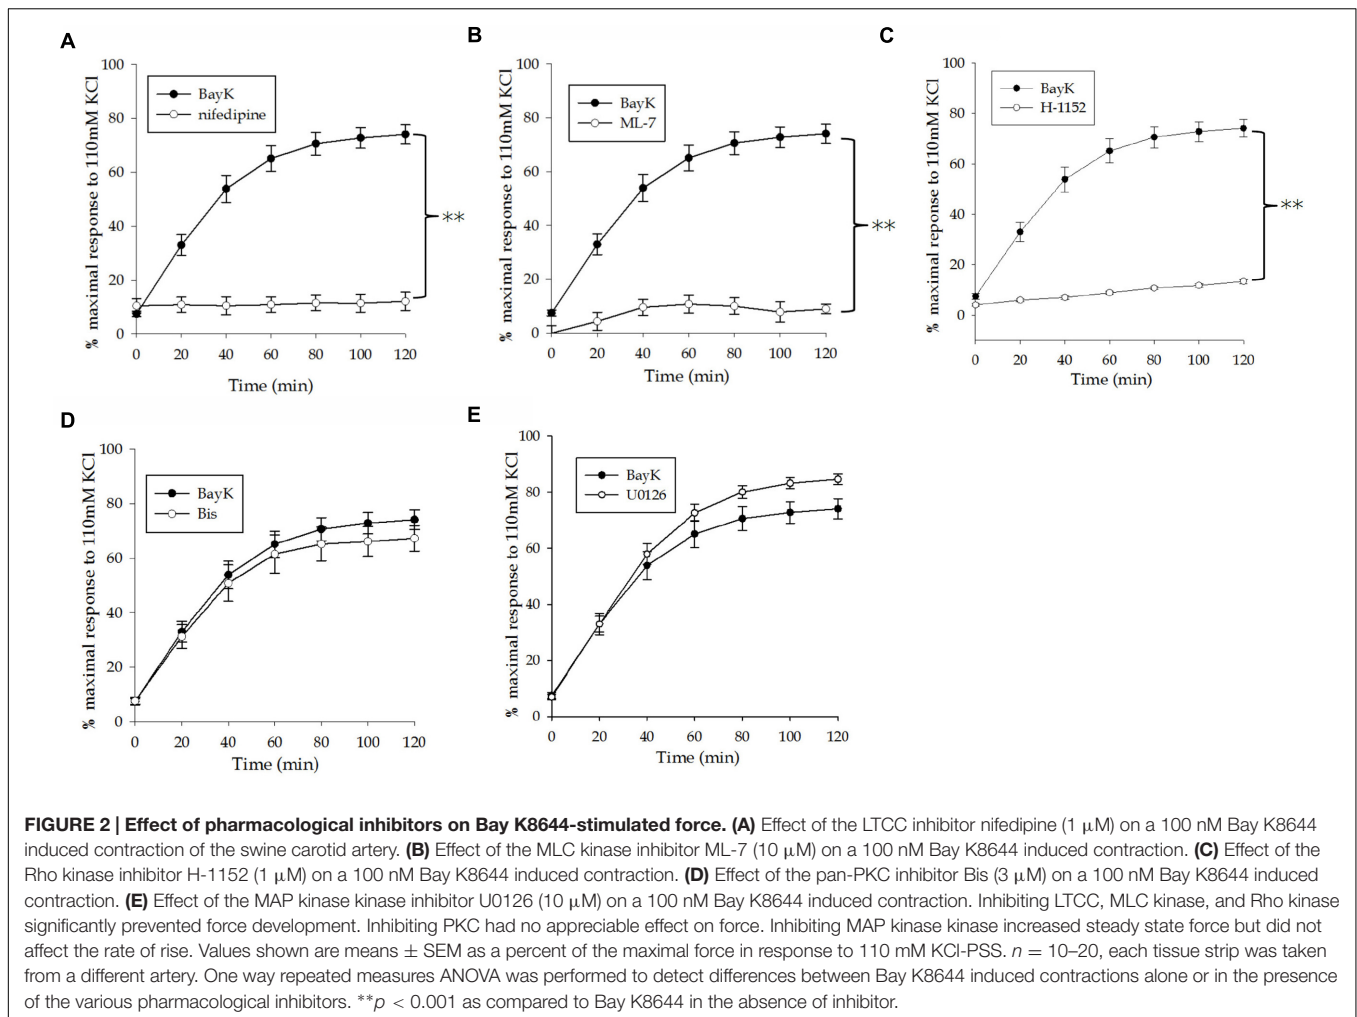 A
% maximal response to 110mM KCl
100
80
60
40
20
0
BayK
nifedipine
**
0 20 40 60 80 100 120
Time (min)
B
% maximal response to 110mM KCl
100
80
60
40
20
0
BayK
ML-7
**
0 20 40 60 80 100 120
Time (min)
C
% maximal reponse to 110mM KCl
100
80
60
40
20
0
BayK
H-1152
**
0 20 40 60 80 100 120
Time (min)
D
% maximal response to 110mM KCl
100
80
60
40
20
0
BayK
Bis
0 20 40 60 80 100 120
Time (min)
E
% maximal response to 110mM KCl
100
80
60
40
20
0
BayK
U0126
0 20 40 60 80 100 120
Time (min)
FIGURE 2 | Effect of pharmacological inhibitors on Bay K8644-stimulated force. (A) Effect of the LTCC inhibitor nifedipine (1 μM) on a 100 nM Bay K8644
induced contraction of the swine carotid artery. (B) Effect of the MLC kinase inhibitor ML-7 (10 μM) on a 100 nM Bay K8644 induced contraction. (C) Effect of the
Rho kinase inhibitor H-1152 (1 μM) on a 100 nM Bay K8644 induced contraction. (D) Effect of the pan-PKC inhibitor Bis (3 μM) on a 100 nM Bay K8644 induced
contraction. (E) Effect of the MAP kinase kinase inhibitor U0126 (10 μM) on a 100 nM Bay K8644 induced contraction. Inhibiting LTCC, MLC kinase, and Rho kinase
significantly prevented force development. Inhibiting PKC had no appreciable effect on force. Inhibiting MAP kinase kinase increased steady state force but did not
affect the rate of rise. Values shown are means ± SEM as a percent of the maximal force in response to 110 mM KCl-PSS. n = 10–20, each tissue strip was taken
from a different artery. One way repeated measures ANOVA was performed to detect differences between Bay K8644 induced contractions alone or in the presence
of the various pharmacological inhibitors. **p < 0.001 as compared to Bay K8644 in the absence of inhibitor.